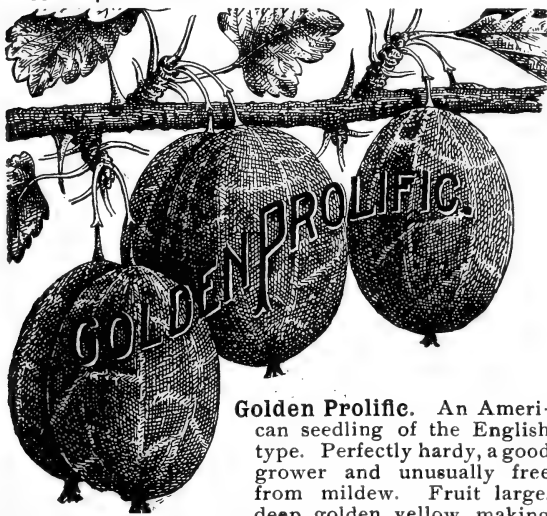 GOLDEN PROLIFIC.
Golden Prolific. An Ameri-
can seedling of the English
type. Perfectly hardy, a good
grower and unusually free
from mildew. Fruit large,
deep golden yellow, making